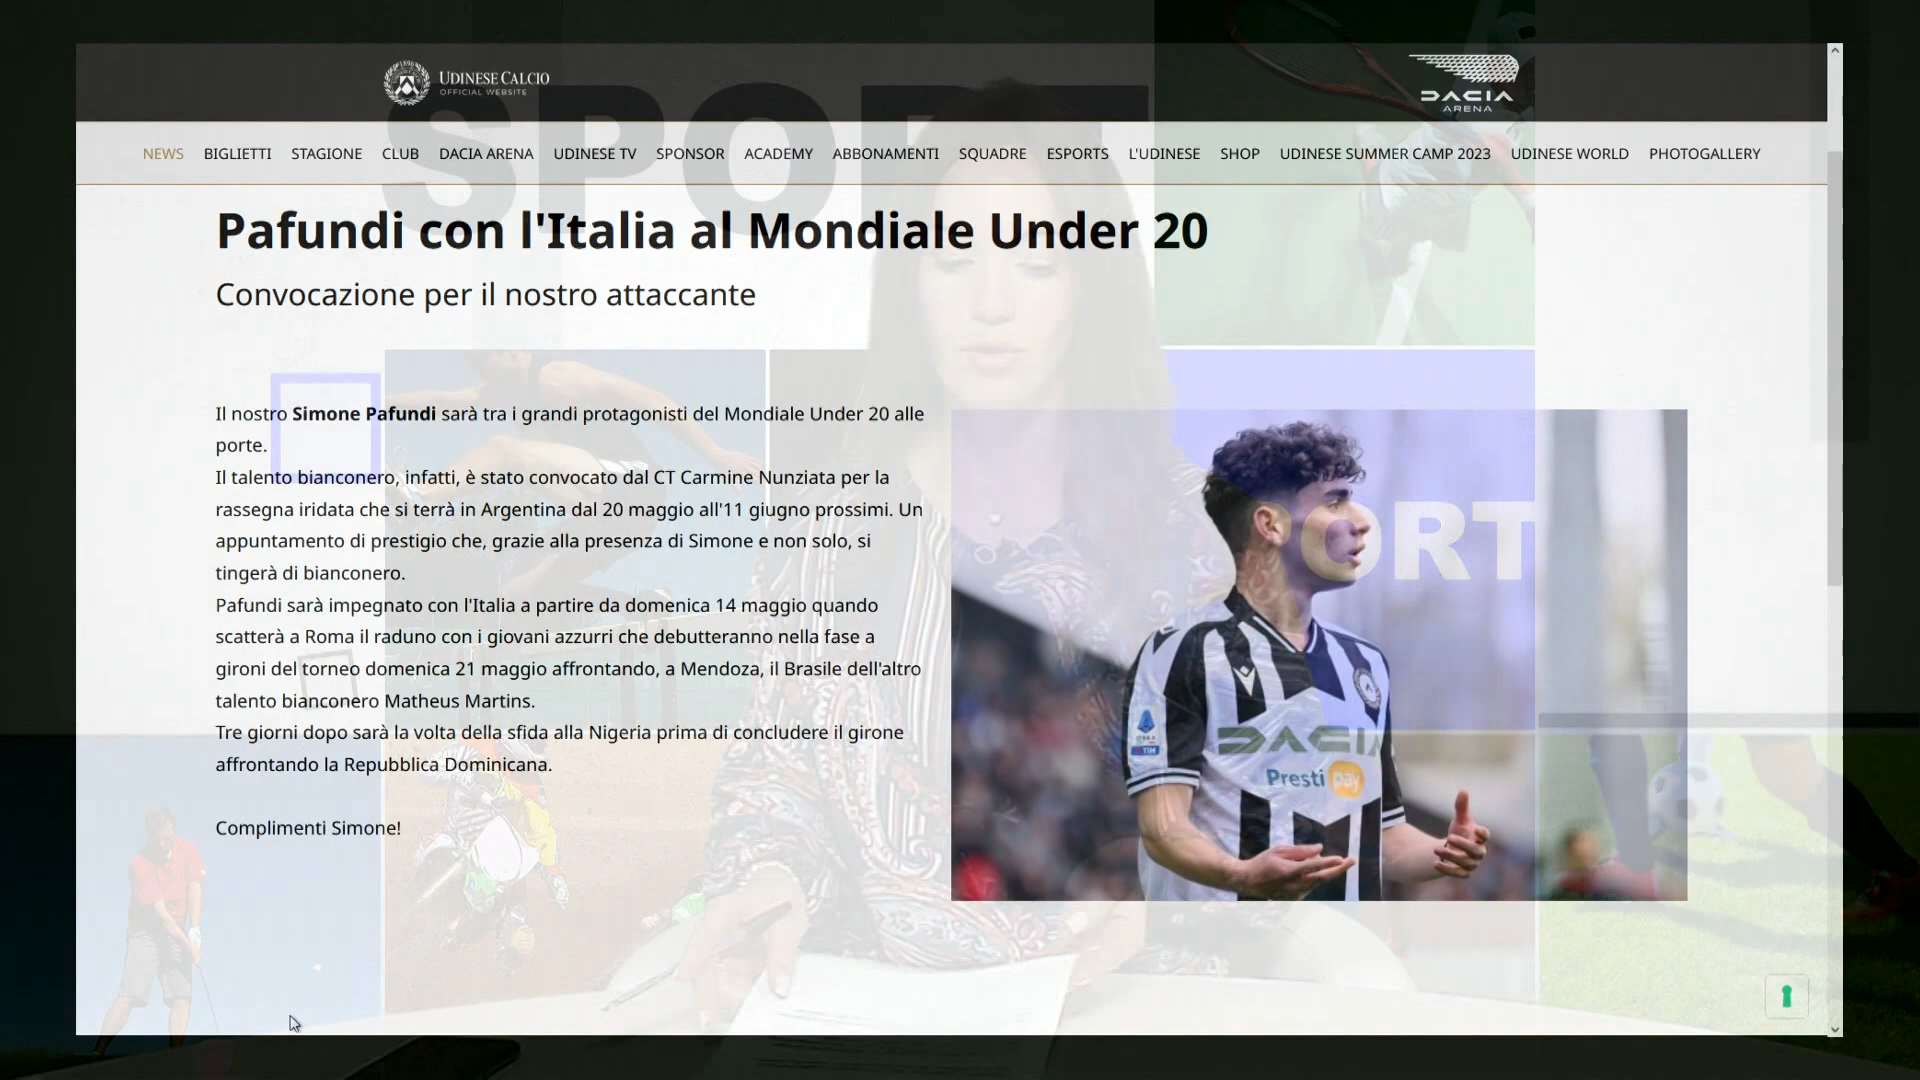 UDINESE CALCIO
OFFICIAL WEBSITE
DACIA
ARENA
SPORT
NEWS BIGLIETTI STAGIONE CLUB DACIA ARENA UDINESE TV SPONSOR ACADEMY ABBONAMENTI SQUADRE ESPORTS L'UDINESE SHOP UDINESE SUMMER CAMP 2023 UDINESE WORLD PHOTOGALLERY
Pafundi con l'Italia al Mondiale Under 20
Convocazione per il nostro attaccante
Il nostro Simone Pafundi sarà tra i grandi protagonisti del Mondiale Under 20 alle
porte.
Il talento bianconero, infatti, è stato convocato dal CT Carmine Nunziata per la
rassegna iridata che si terrà in Argentina dal 20 maggio all'11 giugno prossimi. Un
appuntamento di prestigio che, grazie alla presenza di Simone e non solo, si
tingerà di bianconero.
Pafundi sarà impegnato con l'Italia a partire da domenica 14 maggio quando
scatterà a Roma il raduno con i giovani azzurri che debutteranno nella fase a
gironi del torneo domenica 21 maggio affrontando, a Mendoza, il Brasile dell'altro
talento bianconero Matheus Martins.
Tre giorni dopo sarà la volta della sfida alla Nigeria prima di concludere il girone
affrontando la Repubblica Dominicana.
Complimenti Simone!
ORT
DACIA
Prestipay
TIM